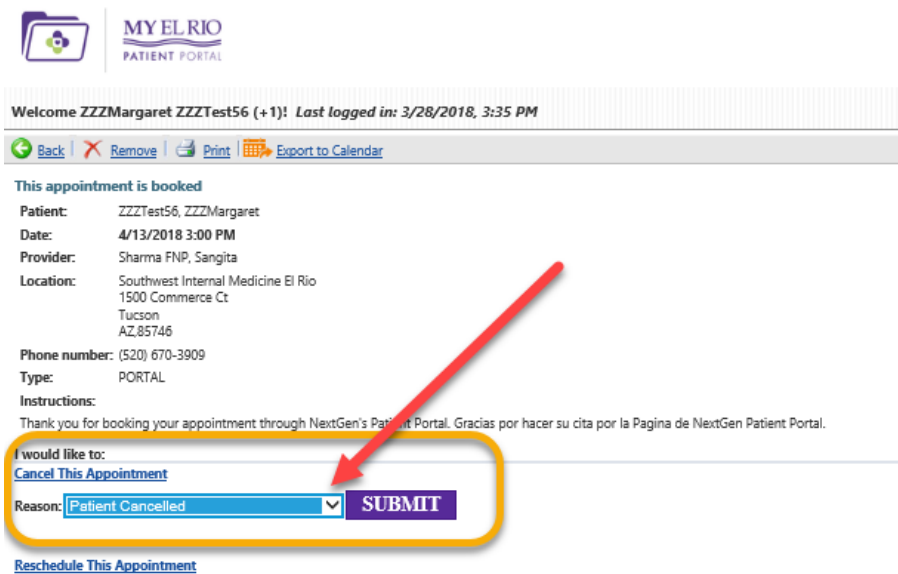 MY EL RIO
PATIENT PORTAL
Welcome ZZZMargaret ZZZTest56 (+1)! Last logged in: 3/28/2018, 3:35 PM
Back Remove Print Export to Calendar
This appointment is booked
Patient: ZZZTest56, ZZZMargaret
Date: 4/13/2018 3:00 PM
Provider: Sharma FNP, Sangita
Location: Southwest Internal Medicine El Rio
1500 Commerce Ct
Tucson
AZ,85746
Phone number: (520) 670-3909
Type: PORTAL
Instructions:
Thank you for booking your appointment through NextGen's Patient Portal. Gracias por hacer su cita por la Pagina de NextGen Patient Portal.
I would like to:
Cancel This Appointment
Reason: Patient Cancelled SUBMIT
Reschedule This Appointment